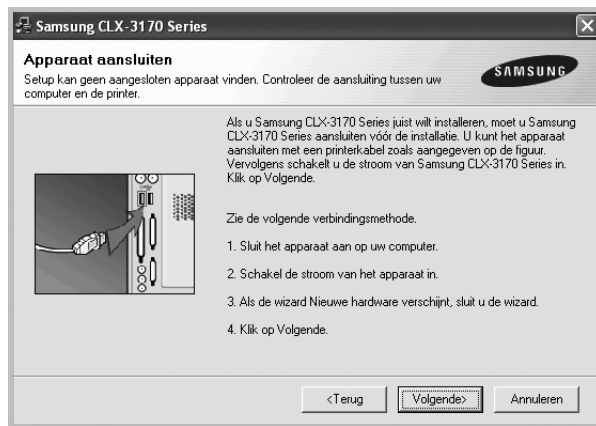 Samsung CLX-3170 Series
Apparaat aansluiten
Setup kan geen aangesloten apparaat vinden. Controleer de aansluiting tussen uw
computer en de printer.
SAMSUNG
Als u Samsung CLX-3170 Series juist wilt installeren, moet u Samsung
CLX-3170 Series aansluiten vóór de installatie. U kunt het apparaat
aansluiten met een printerkabel zoals aangegeven op de figuur.
Vervolgens schakelt u de stroom van Samsung CLX-3170 Series in.
Klik op Volgende.
Zie de volgende verbindingsmethode.
1. Sluit het apparaat aan op uw computer.
2. Schakel de stroom van het apparaat in.
3. Als de wizard Nieuwe hardware verschijnt, sluit u de wizard.
4. Klik op Volgende.
<Terug
Volgende>
Annuleren